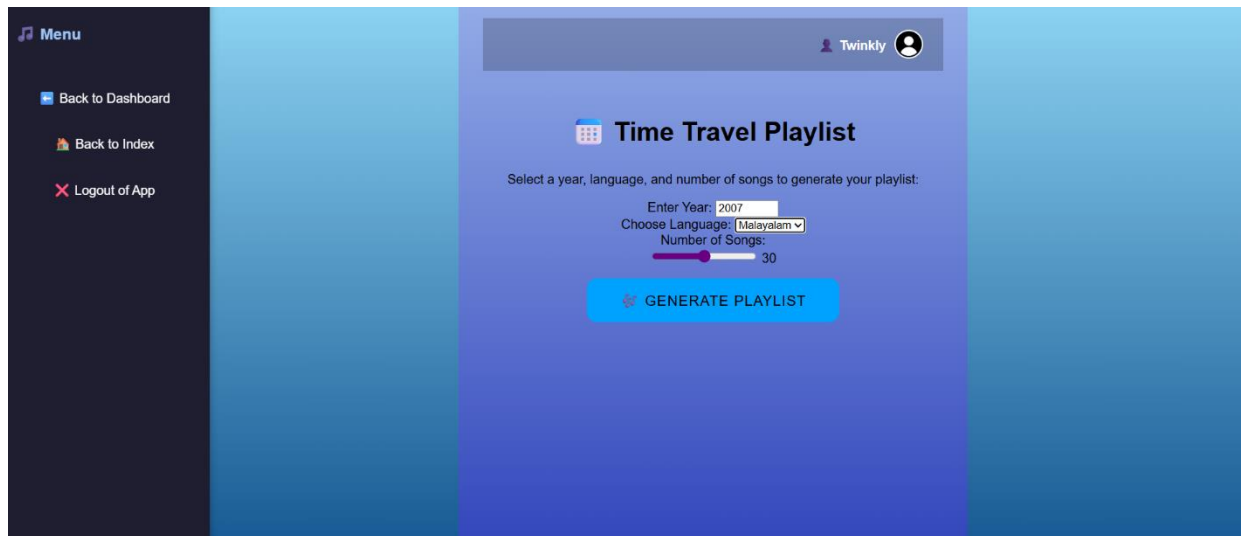 Menu
Back to Dashboard
Back to Index
Logout of App
Twinkly
Time Travel Playlist
Select a year, language, and number of songs to generate your playlist:
Enter Year: 2007
Choose Language: Malayalam
Number of Songs:
30
GENERATE PLAYLIST